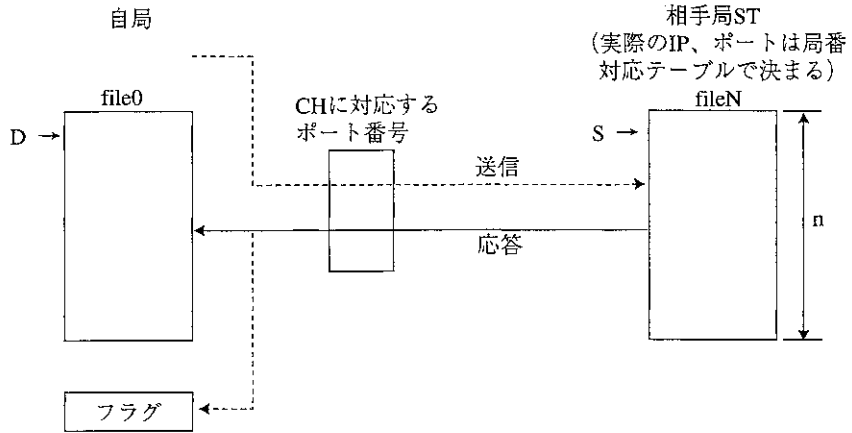 自局
相手局ST
（実際のIP、ポートは局番
対応テーブルで決まる）
file0
CHに対応する
ポート番号
fileN
D
S
送信
n
応答
フラグ